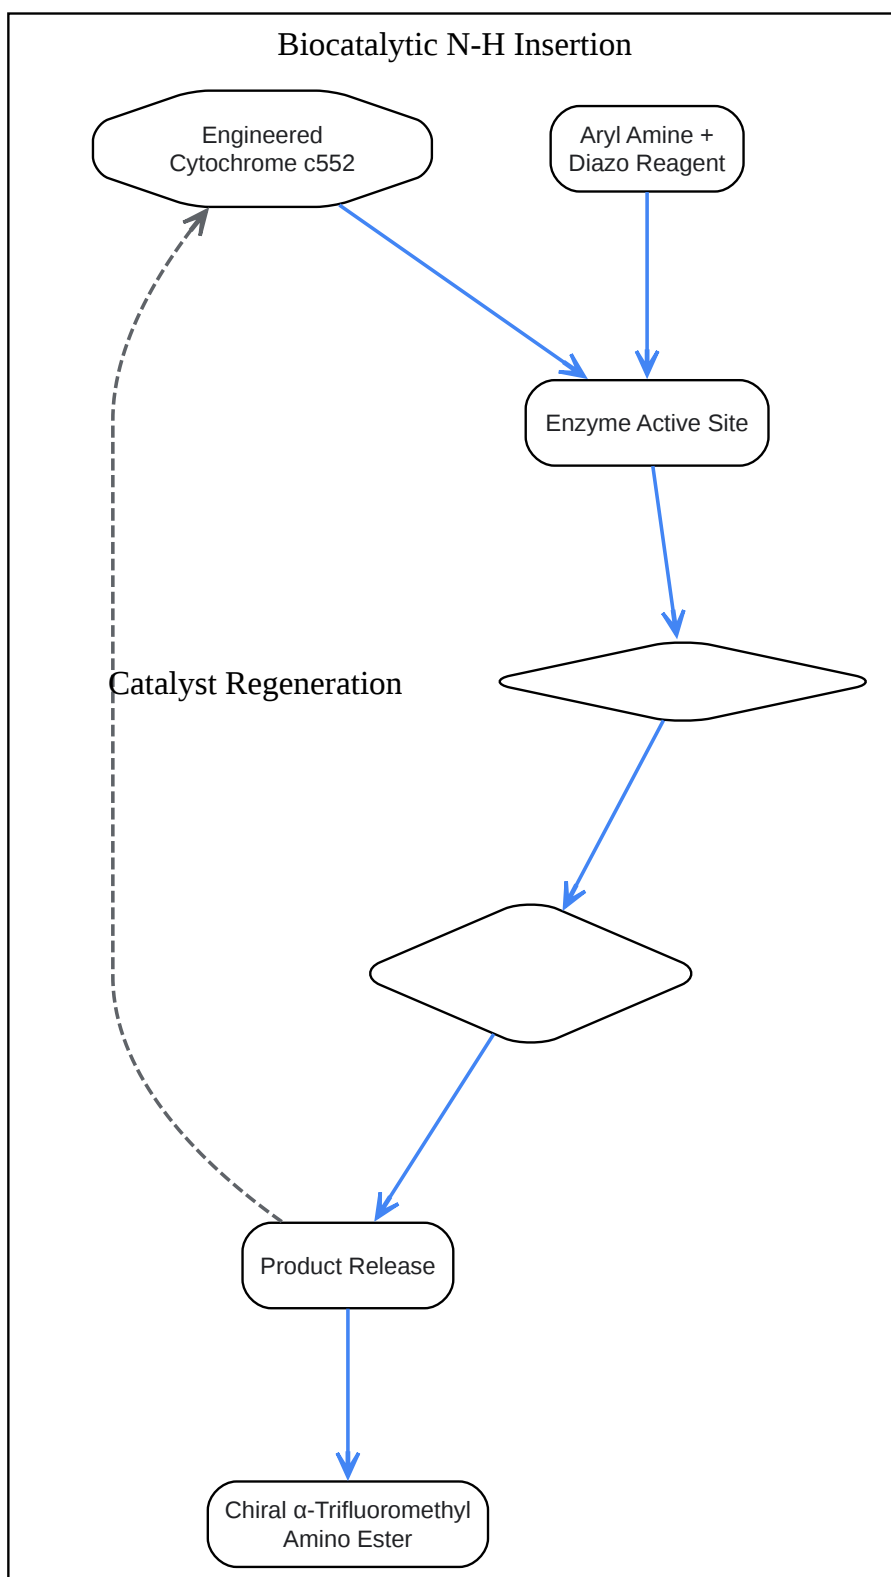 Biocatalytic N-H Insertion
Engineered
Cytochrome c552
Aryl Amine +
Diazo Reagent
Enzyme Active Site
Catalyst Regeneration
Product Release
Chiral α-Trifluoromethyl
Amino Ester